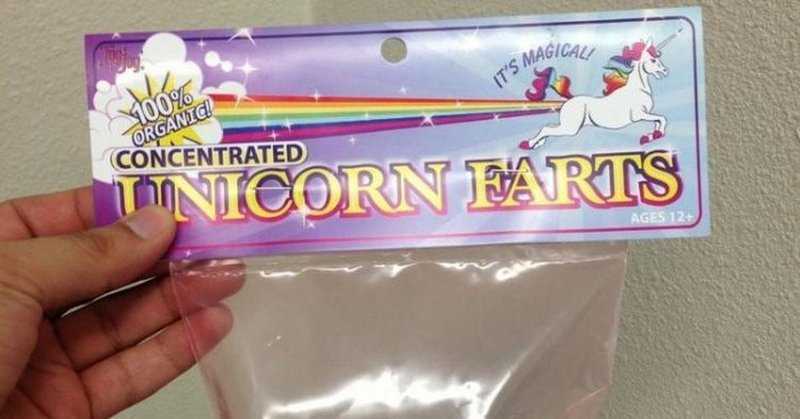 IT'S MAGICAL!
100%
ORGANIC!
CONCENTRATED
UNICORN FARTS
AGES 12+